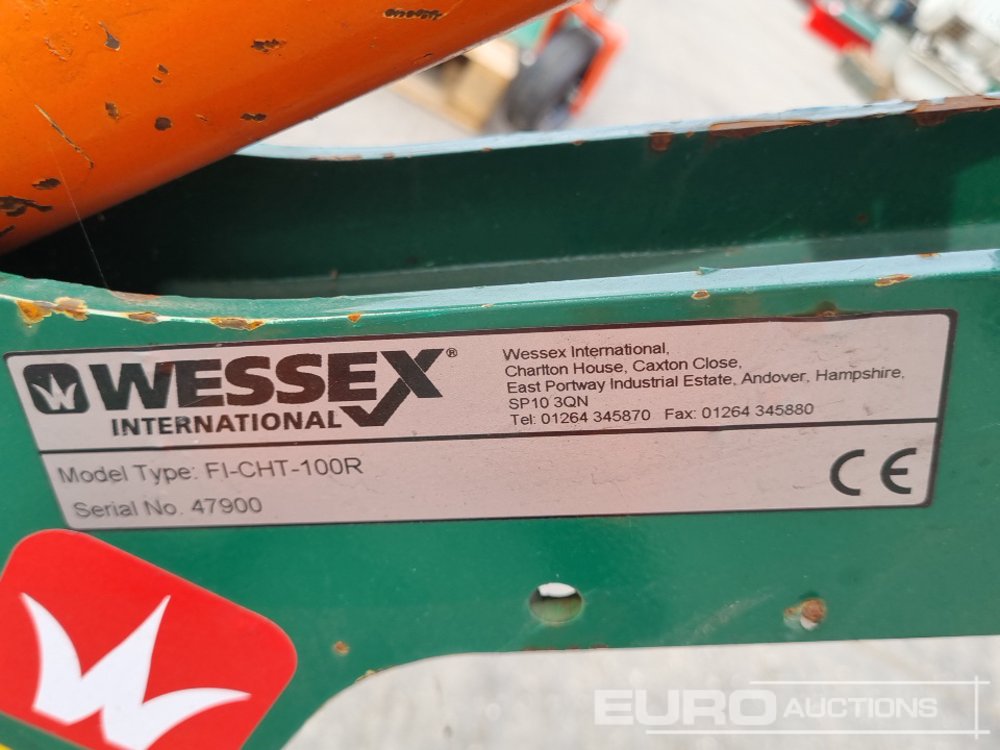 WESSEX®
INTERNATIONAL
Wessex International,
Charlton House, Caxton Close,
East Portway Industrial Estate, Andover, Hampshire,
SP10 3QN
Tel: 01264 345870 Fax: 01264 345880
Model Type: FI-CHT-100R
Serial No. 47900
CE
EURO AUCTIONS